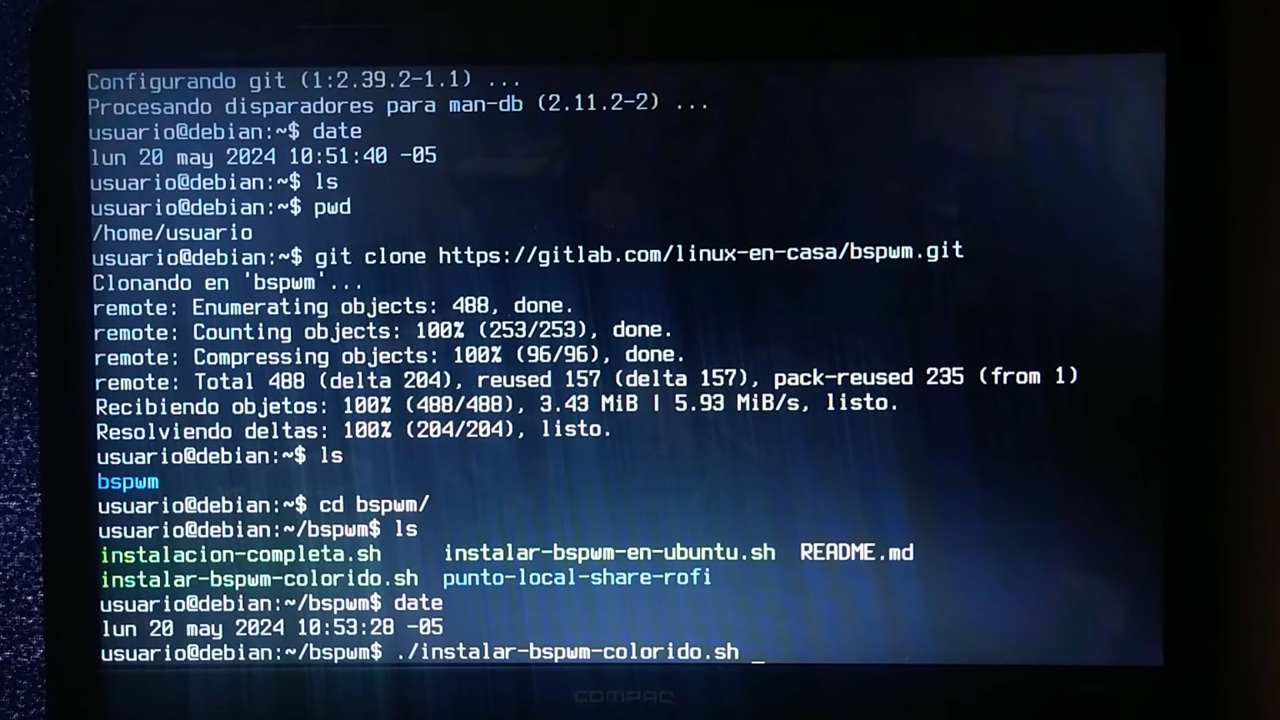 Configurando git (1:2.39.2-1.1) ...
Procesando disparadores para man-db (2.11.2-2) ...
usuario@debian:~$ date
lun 20 may 2024 10:51:40 -05
usuario@debian:~$ ls
usuario@debian:~$ pwd
/home/usuario
usuario@debian:~$ git clone https://gitlab.com/linux-en-casa/bspwm.git
Clonando en 'bspwm'...
remote: Enumerating objects: 488, done.
remote: Counting objects: 100% (253/253), done.
remote: Compressing objects: 100% (96/96), done.
remote: Total 488 (delta 204), reused 157 (delta 157), pack-reused 235 (from 1)
Recibiendo objetos: 100% (488/488), 3.43 MiB | 5.93 MiB/s, listo.
Resolviendo deltas: 100% (204/204), listo.
usuario@debian:~$ ls
bspwm
usuario@debian:~$ cd bspwm/
usuario@debian:~/bspwm$ ls
instalacion-completa.sh instalar-bspwm-en-ubuntu.sh README.md
instalar-bspwm-colorido.sh punto-local-share-rofi
usuario@debian:~/bspwm$ date
lun 20 may 2024 10:53:28 -05
usuario@debian:~/bspwm$ ./instalar-bspwm-colorido.sh _
COMPAQ